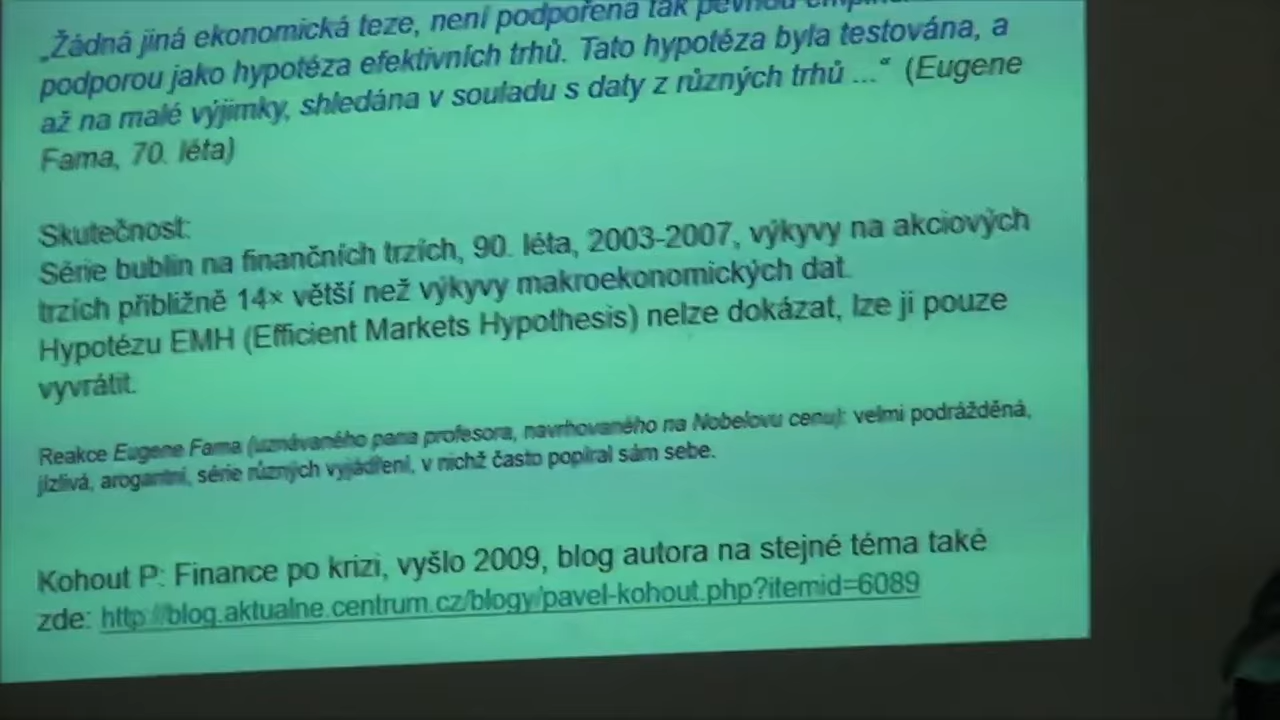 „Žádná jiná ekonomická teze, není podpořena tak pevnou
podporou jako hypotéza efektivních trhů. Tato hypotéza byla testována, a
až na malé výjimky, shledána v souladu s daty z různých trhů ...“ (Eugene
Fama, 70. léta)
Skutečnost:
Série bublin na finančních trzích, 90. léta, 2003-2007, výkyvy na akciových
trzích přibližně 14× větší než výkyvy makroekonomických dat.
Hypotézu EMH (Efficient Markets Hypothesis) nelze dokázat, lze ji pouze
vyvrátit.
Reakce Eugene Fama (uznávaného pana profesora, navrhovaného na Nobelovu cenu): velmi podrážděná,
jízlivá, arogantní, série různých vyjádření, v nichž často popíral sám sebe.
Kohout P: Finance po krizi, vyšlo 2009, blog autora na stejné téma také
zde: http://blog.aktualne.centrum.cz/blogy/pavel-kohout.php?itemid=6089